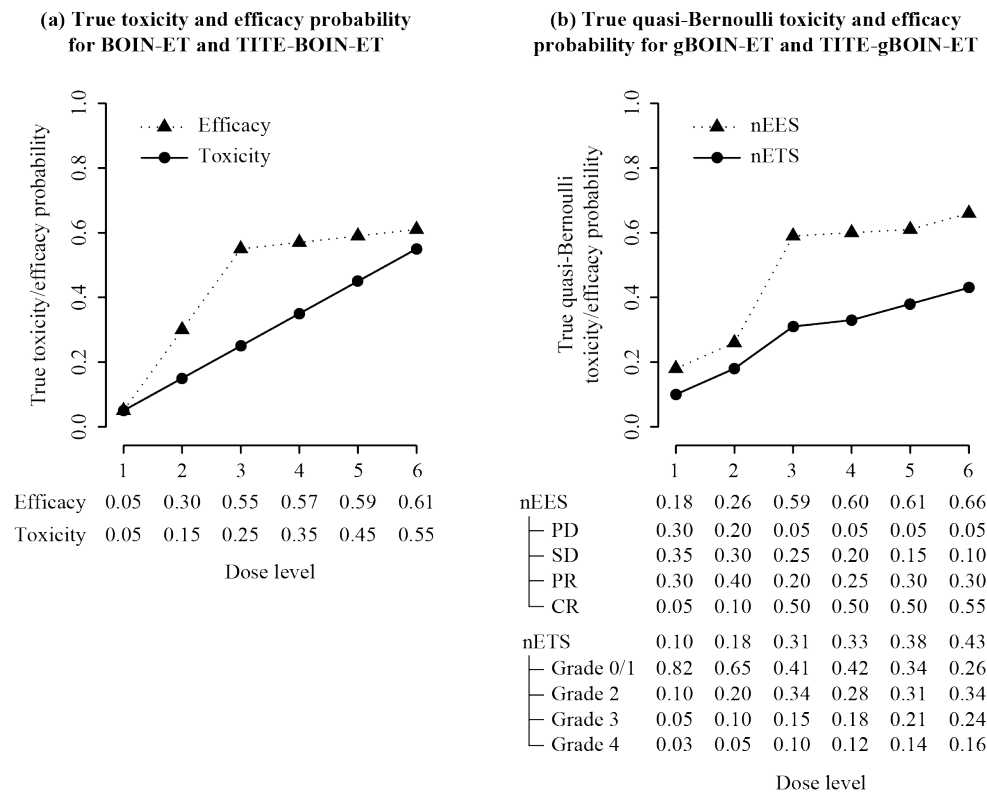 (a) True toxicity and efficacy probability
for BOIN-ET and TITE-BOIN-ET
True toxicity/efficacy probability
1.0
0.8
0.6
0.4
0.2
0.0
Efficacy
Toxicity
1 2 3 4 5 6
Efficacy 0.05 0.30 0.55 0.57 0.59 0.61
Toxicity 0.05 0.15 0.25 0.35 0.45 0.55
Dose level
(b) True quasi-Bernoulli toxicity and efficacy
probability for gBOIN-ET and TITE-gBOIN-ET
True quasi-Bernoulli
toxicity/efficacy probability
1.0
0.8
0.6
0.4
0.2
0.0
nEES
nETS
1 2 3 4 5 6
nEES 0.18 0.26 0.59 0.60 0.61 0.66
PD 0.30 0.20 0.05 0.05 0.05 0.05
SD 0.35 0.30 0.25 0.20 0.15 0.10
PR 0.30 0.40 0.20 0.25 0.30 0.30
CR 0.05 0.10 0.50 0.50 0.50 0.55
nETS 0.10 0.18 0.31 0.33 0.38 0.43
Grade 0/1 0.82 0.65 0.41 0.42 0.34 0.26
Grade 2 0.10 0.20 0.34 0.28 0.31 0.34
Grade 3 0.05 0.10 0.15 0.18 0.21 0.24
Grade 4 0.03 0.05 0.10 0.12 0.14 0.16
Dose level